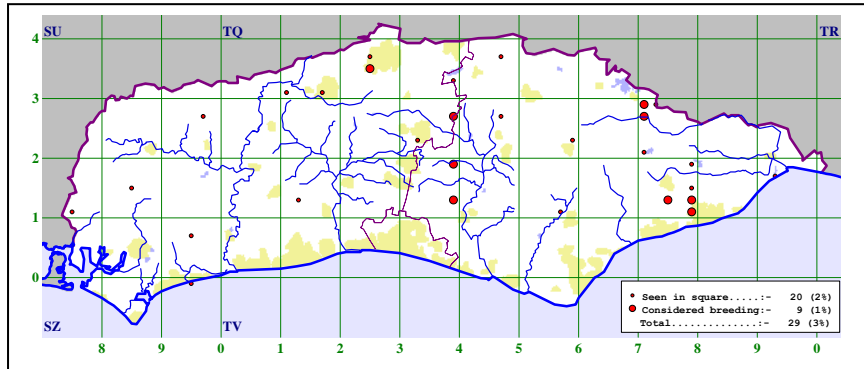 SU TQ TR
4
3
2
1
0
Seen in square.....:- 20 (2%)
Considered breeding:- 9 (1%)
Total..............:- 29 (3%)
SZ TV
8 9 0 1 2 3 4 5 6 7 8 9 0